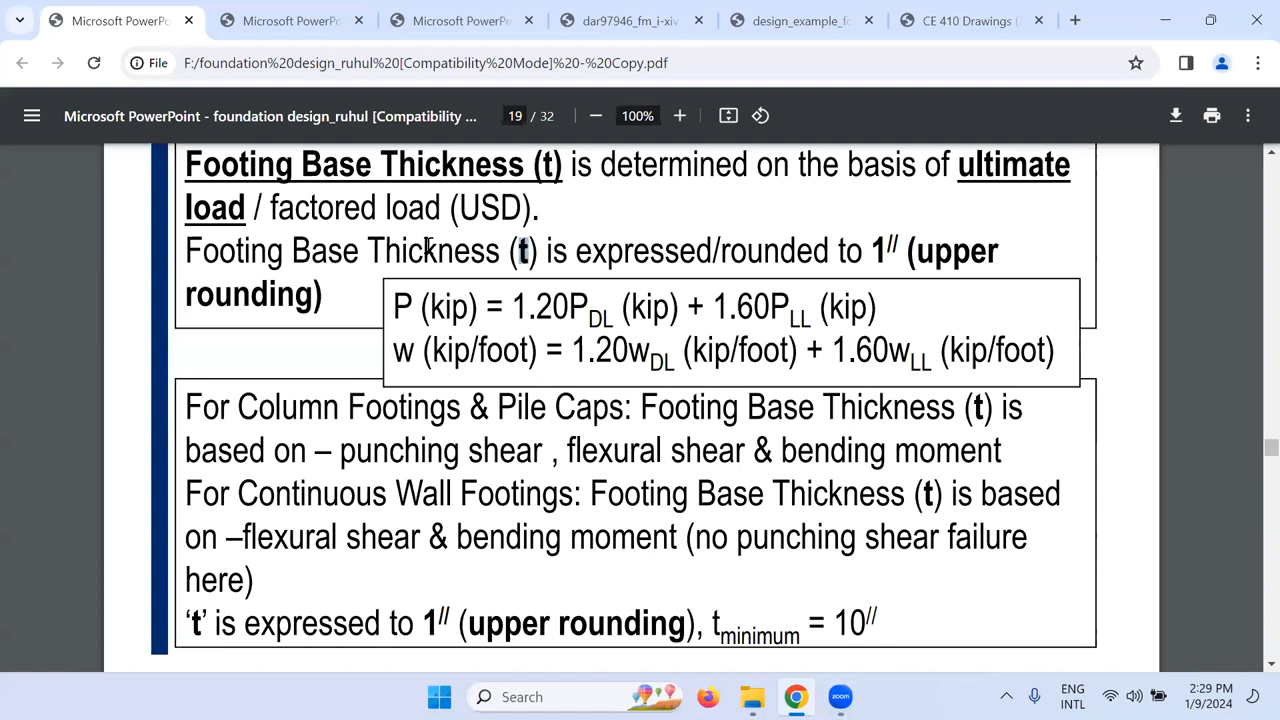 Microsoft PowerPo
Microsoft PowerPo
Microsoft PowerPo
dar97946_fm_i-xiv
design_example_fo
CE 410 Drawings (
File
F:/foundation%20design_ruhul%20[Compatibility%20Mode]%20-%20Copy.pdf
Microsoft PowerPoint - foundation design_ruhul [Compatibility ...
19 / 32
100%
Footing Base Thickness (t) is determined on the basis of ultimate
load / factored load (USD).
Footing Base Thickness (t) is expressed/rounded to 1// (upper
rounding)
P (kip) = 1.20PDL (kip) + 1.60PLL (kip)
w (kip/foot) = 1.20wDL (kip/foot) + 1.60wLL (kip/foot)
For Column Footings & Pile Caps: Footing Base Thickness (t) is
based on – punching shear , flexural shear & bending moment
For Continuous Wall Footings: Footing Base Thickness (t) is based
on –flexural shear & bending moment (no punching shear failure
here)
‘t’ is expressed to 1// (upper rounding), tminimum = 10//
Search
zoom
ENG
INTL
2:29 PM
1/9/2024